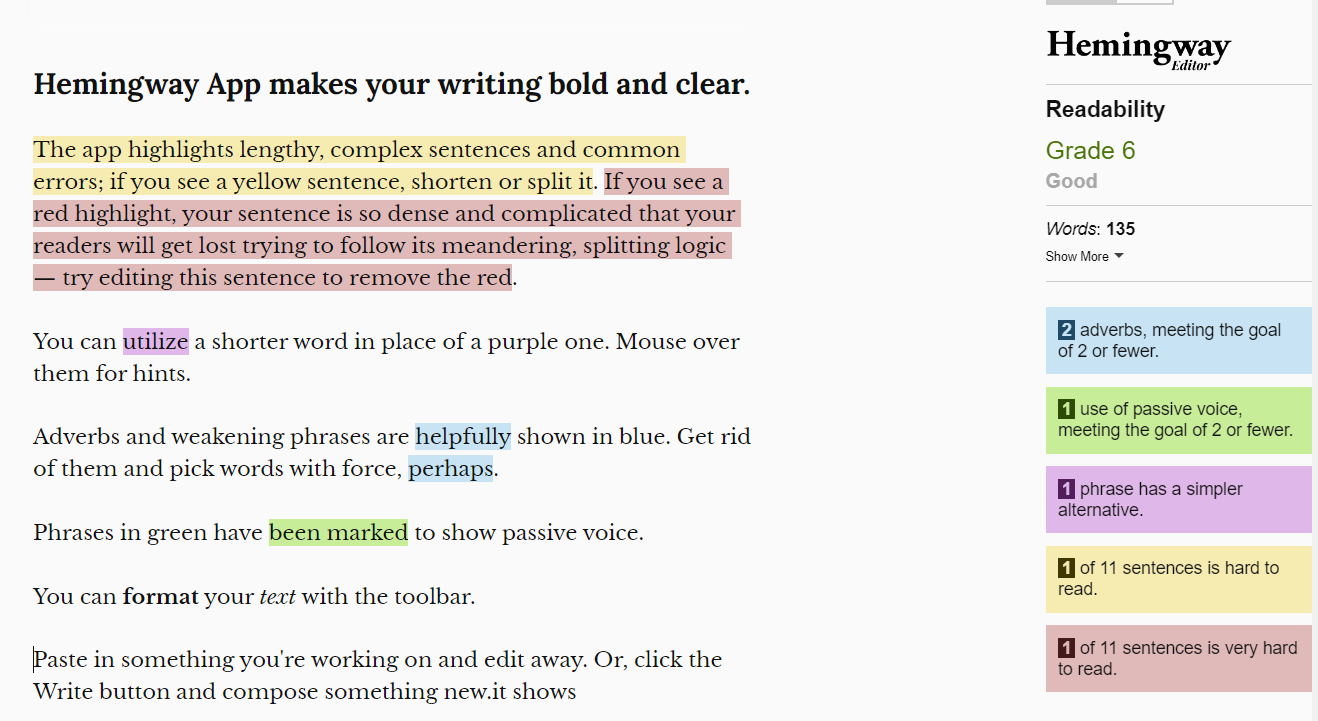 Hemingway App makes your writing bold and clear.
The app highlights lengthy, complex sentences and common
errors; if you see a yellow sentence, shorten or split it. If you see a
red highlight, your sentence is so dense and complicated that your
readers will get lost trying to follow its meandering, splitting logic
— try editing this sentence to remove the red.
You can utilize a shorter word in place of a purple one. Mouse over
them for hints.
Adverbs and weakening phrases are helpfully shown in blue. Get rid
of them and pick words with force, perhaps.
Phrases in green have been marked to show passive voice.
You can format your text with the toolbar.
Paste in something you're working on and edit away. Or, click the
Write button and compose something new.it shows
Hemingway
Editor
Readability
Grade 6
Good
Words: 135
Show More
2 adverbs, meeting the goal
of 2 or fewer.
1 use of passive voice,
meeting the goal of 2 or fewer.
1 phrase has a simpler
alternative.
1 of 11 sentences is hard to
read.
1 of 11 sentences is very hard
to read.